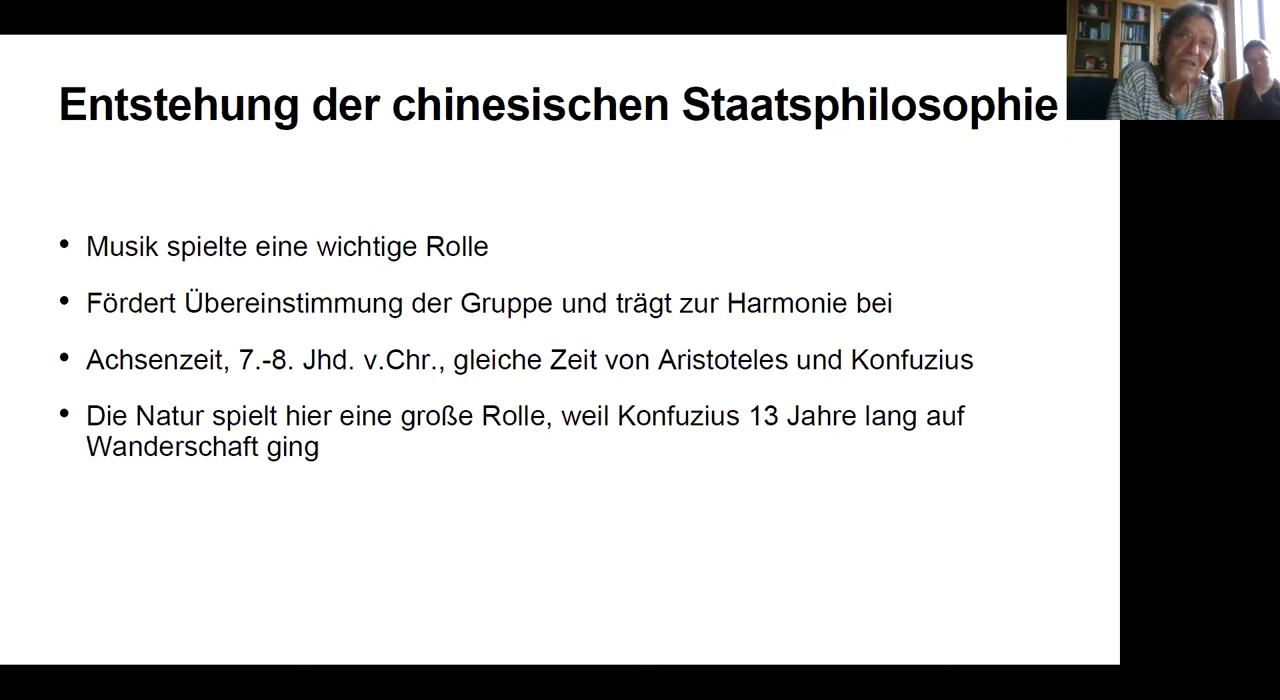 Entstehung der chinesischen Staatsphilosophie
• Musik spielte eine wichtige Rolle
• Fördert Übereinstimmung der Gruppe und trägt zur Harmonie bei
• Achsenzeit, 7.-8. Jhd. v.Chr., gleiche Zeit von Aristoteles und Konfuzius
• Die Natur spielt hier eine große Rolle, weil Konfuzius 13 Jahre lang auf
Wanderschaft ging